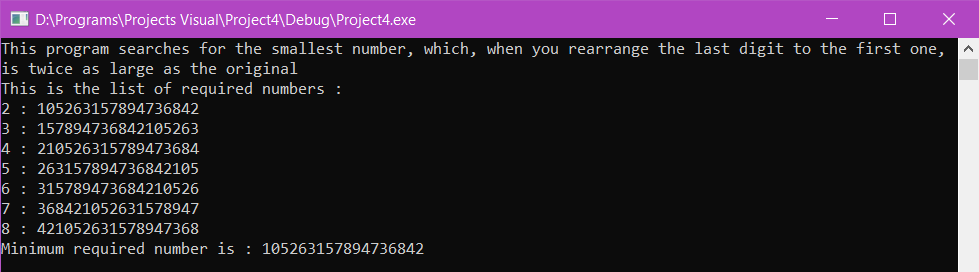 D:\Programs\Projects Visual\Project4\Debug\Project4.exe
This program searches for the smallest number, which, when you rearrange the last digit to the first one,
is twice as large as the original
This is the list of required numbers :
2 : 105263157894736842
3 : 157894736842105263
4 : 210526315789473684
5 : 263157894736842105
6 : 315789473684210526
7 : 368421052631578947
8 : 421052631578947368
Minimum required number is : 105263157894736842